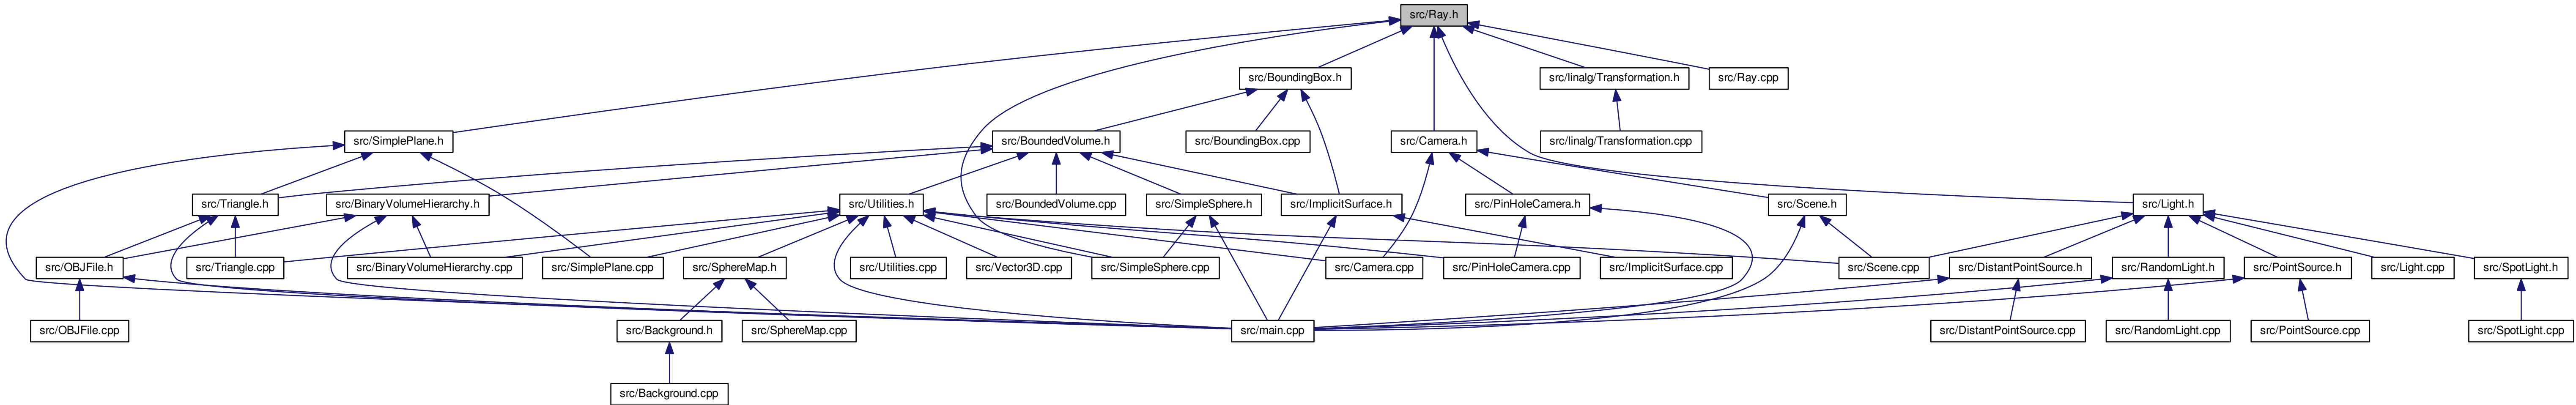 src/Ray.h
src/BoundingBox.h
src/linalg/Transformation.h
src/Ray.cpp
src/SimplePlane.h
src/BoundedVolume.h
src/BoundingBox.cpp
src/Camera.h
src/linalg/Transformation.cpp
src/Triangle.h
src/BinaryVolumeHierarchy.h
src/Utilities.h
src/BoundedVolume.cpp
src/SimpleSphere.h
src/ImplicitSurface.h
src/PinHoleCamera.h
src/Scene.h
src/Light.h
src/OBJFile.h
src/Triangle.cpp
src/BinaryVolumeHierarchy.cpp
src/SimplePlane.cpp
src/SphereMap.h
src/Utilities.cpp
src/Vector3D.cpp
src/SimpleSphere.cpp
src/Camera.cpp
src/PinHoleCamera.cpp
src/ImplicitSurface.cpp
src/Scene.cpp
src/DistantPointSource.h
src/RandomLight.h
src/PointSource.h
src/Light.cpp
src/SpotLight.h
src/OBJFile.cpp
src/Background.h
src/SphereMap.cpp
src/main.cpp
src/DistantPointSource.cpp
src/RandomLight.cpp
src/PointSource.cpp
src/SpotLight.cpp
src/Background.cpp